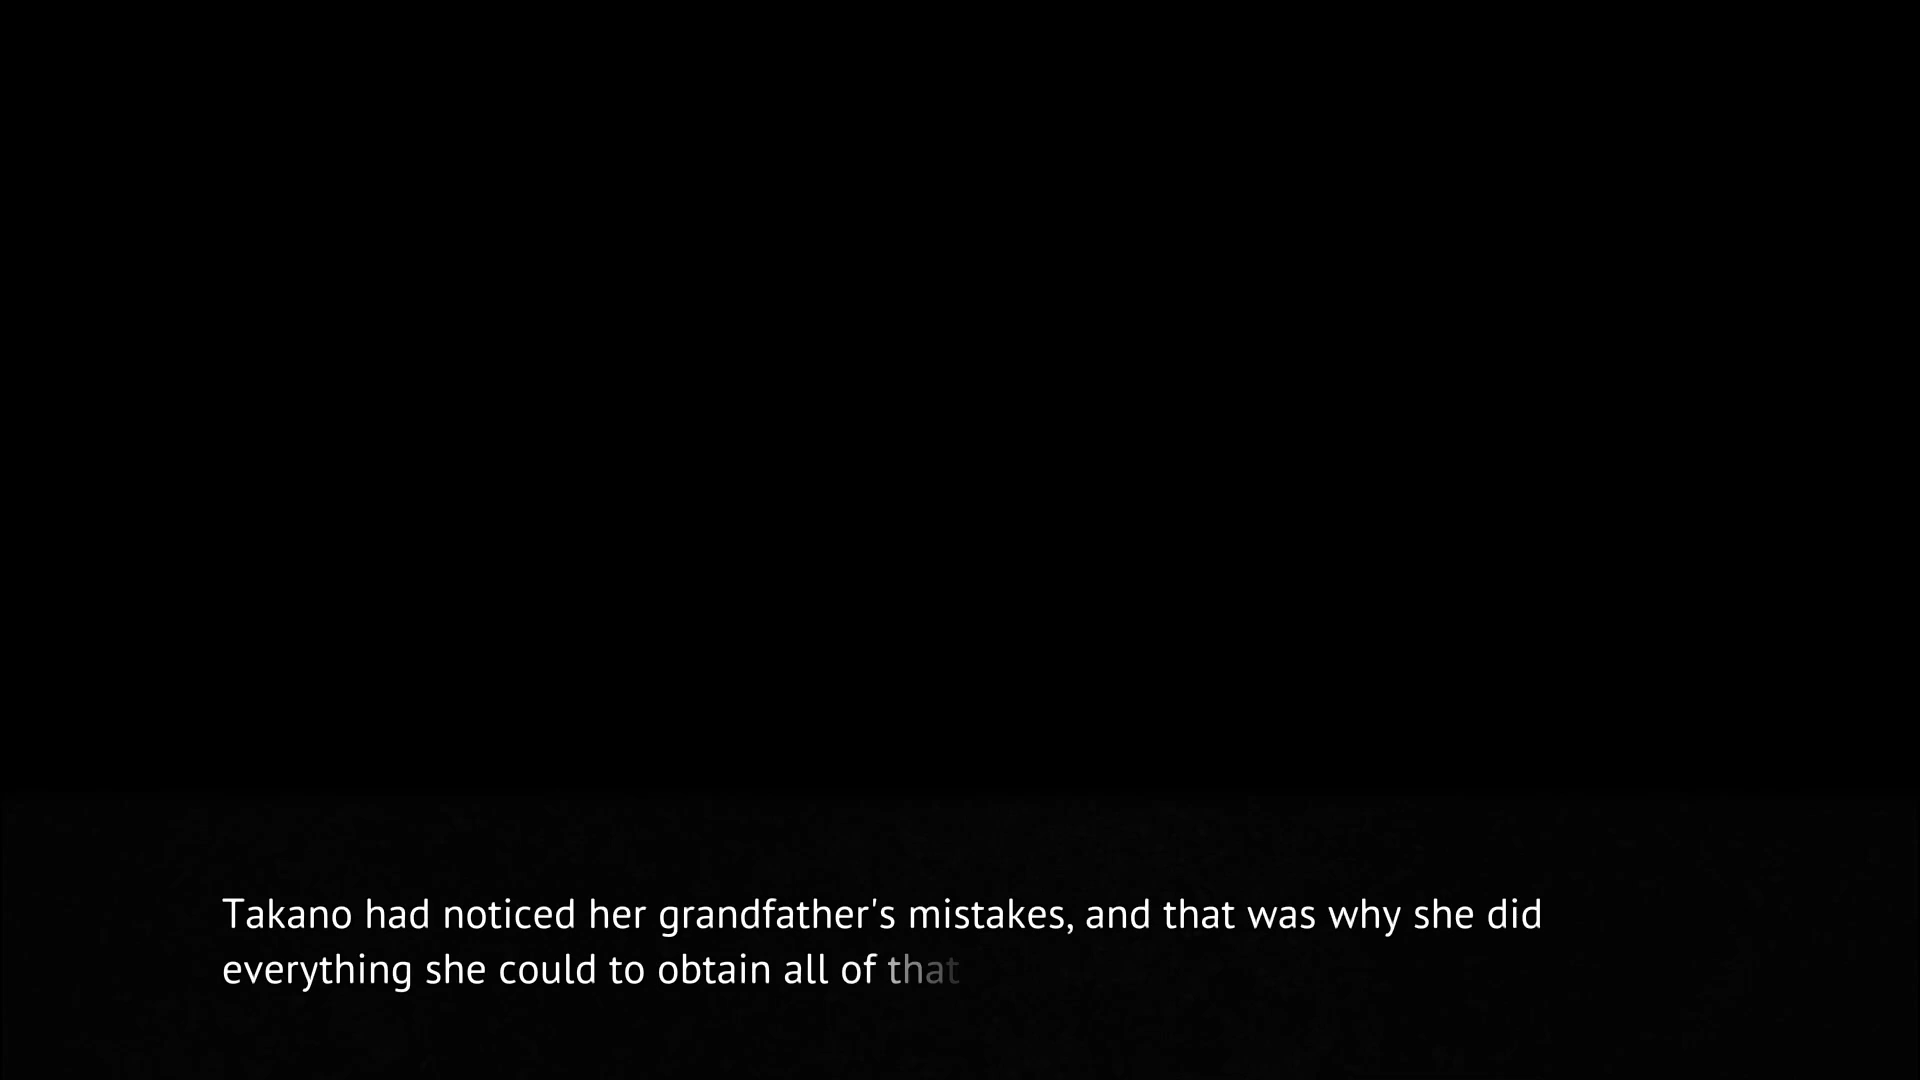 Takano had noticed her grandfather's mistakes, and that was why she did
everything she could to obtain all of that